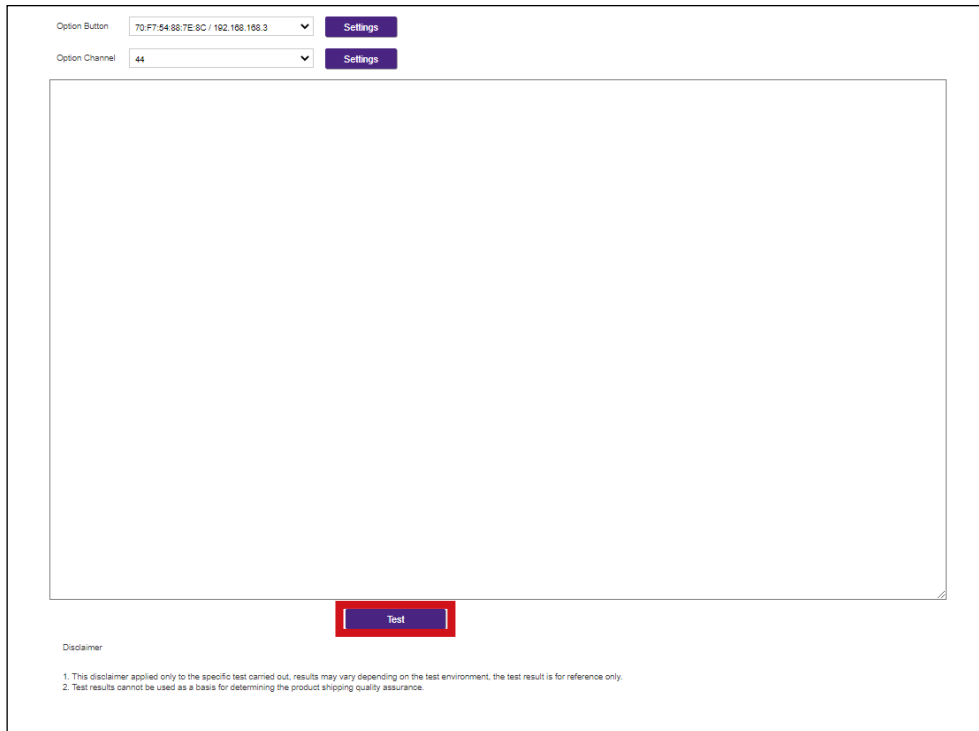 Option Button 70:F7:54:88:7E:8C / 192.168.168.3 Settings
Option Channel 44 Settings
Test
Disclaimer
1. This disclaimer applied only to the specific test carried out, results may vary depending on the test environment, the test result is for reference only.
2. Test results cannot be used as a basis for determining the product shipping quality assurance.